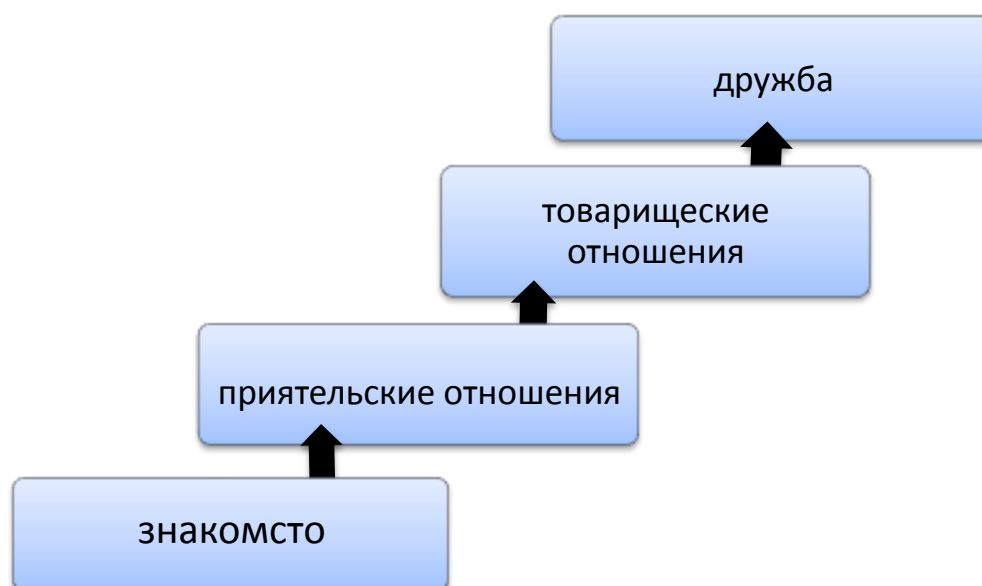 дружба
товарищеские
отношения
приятельские отношения
знакомсто